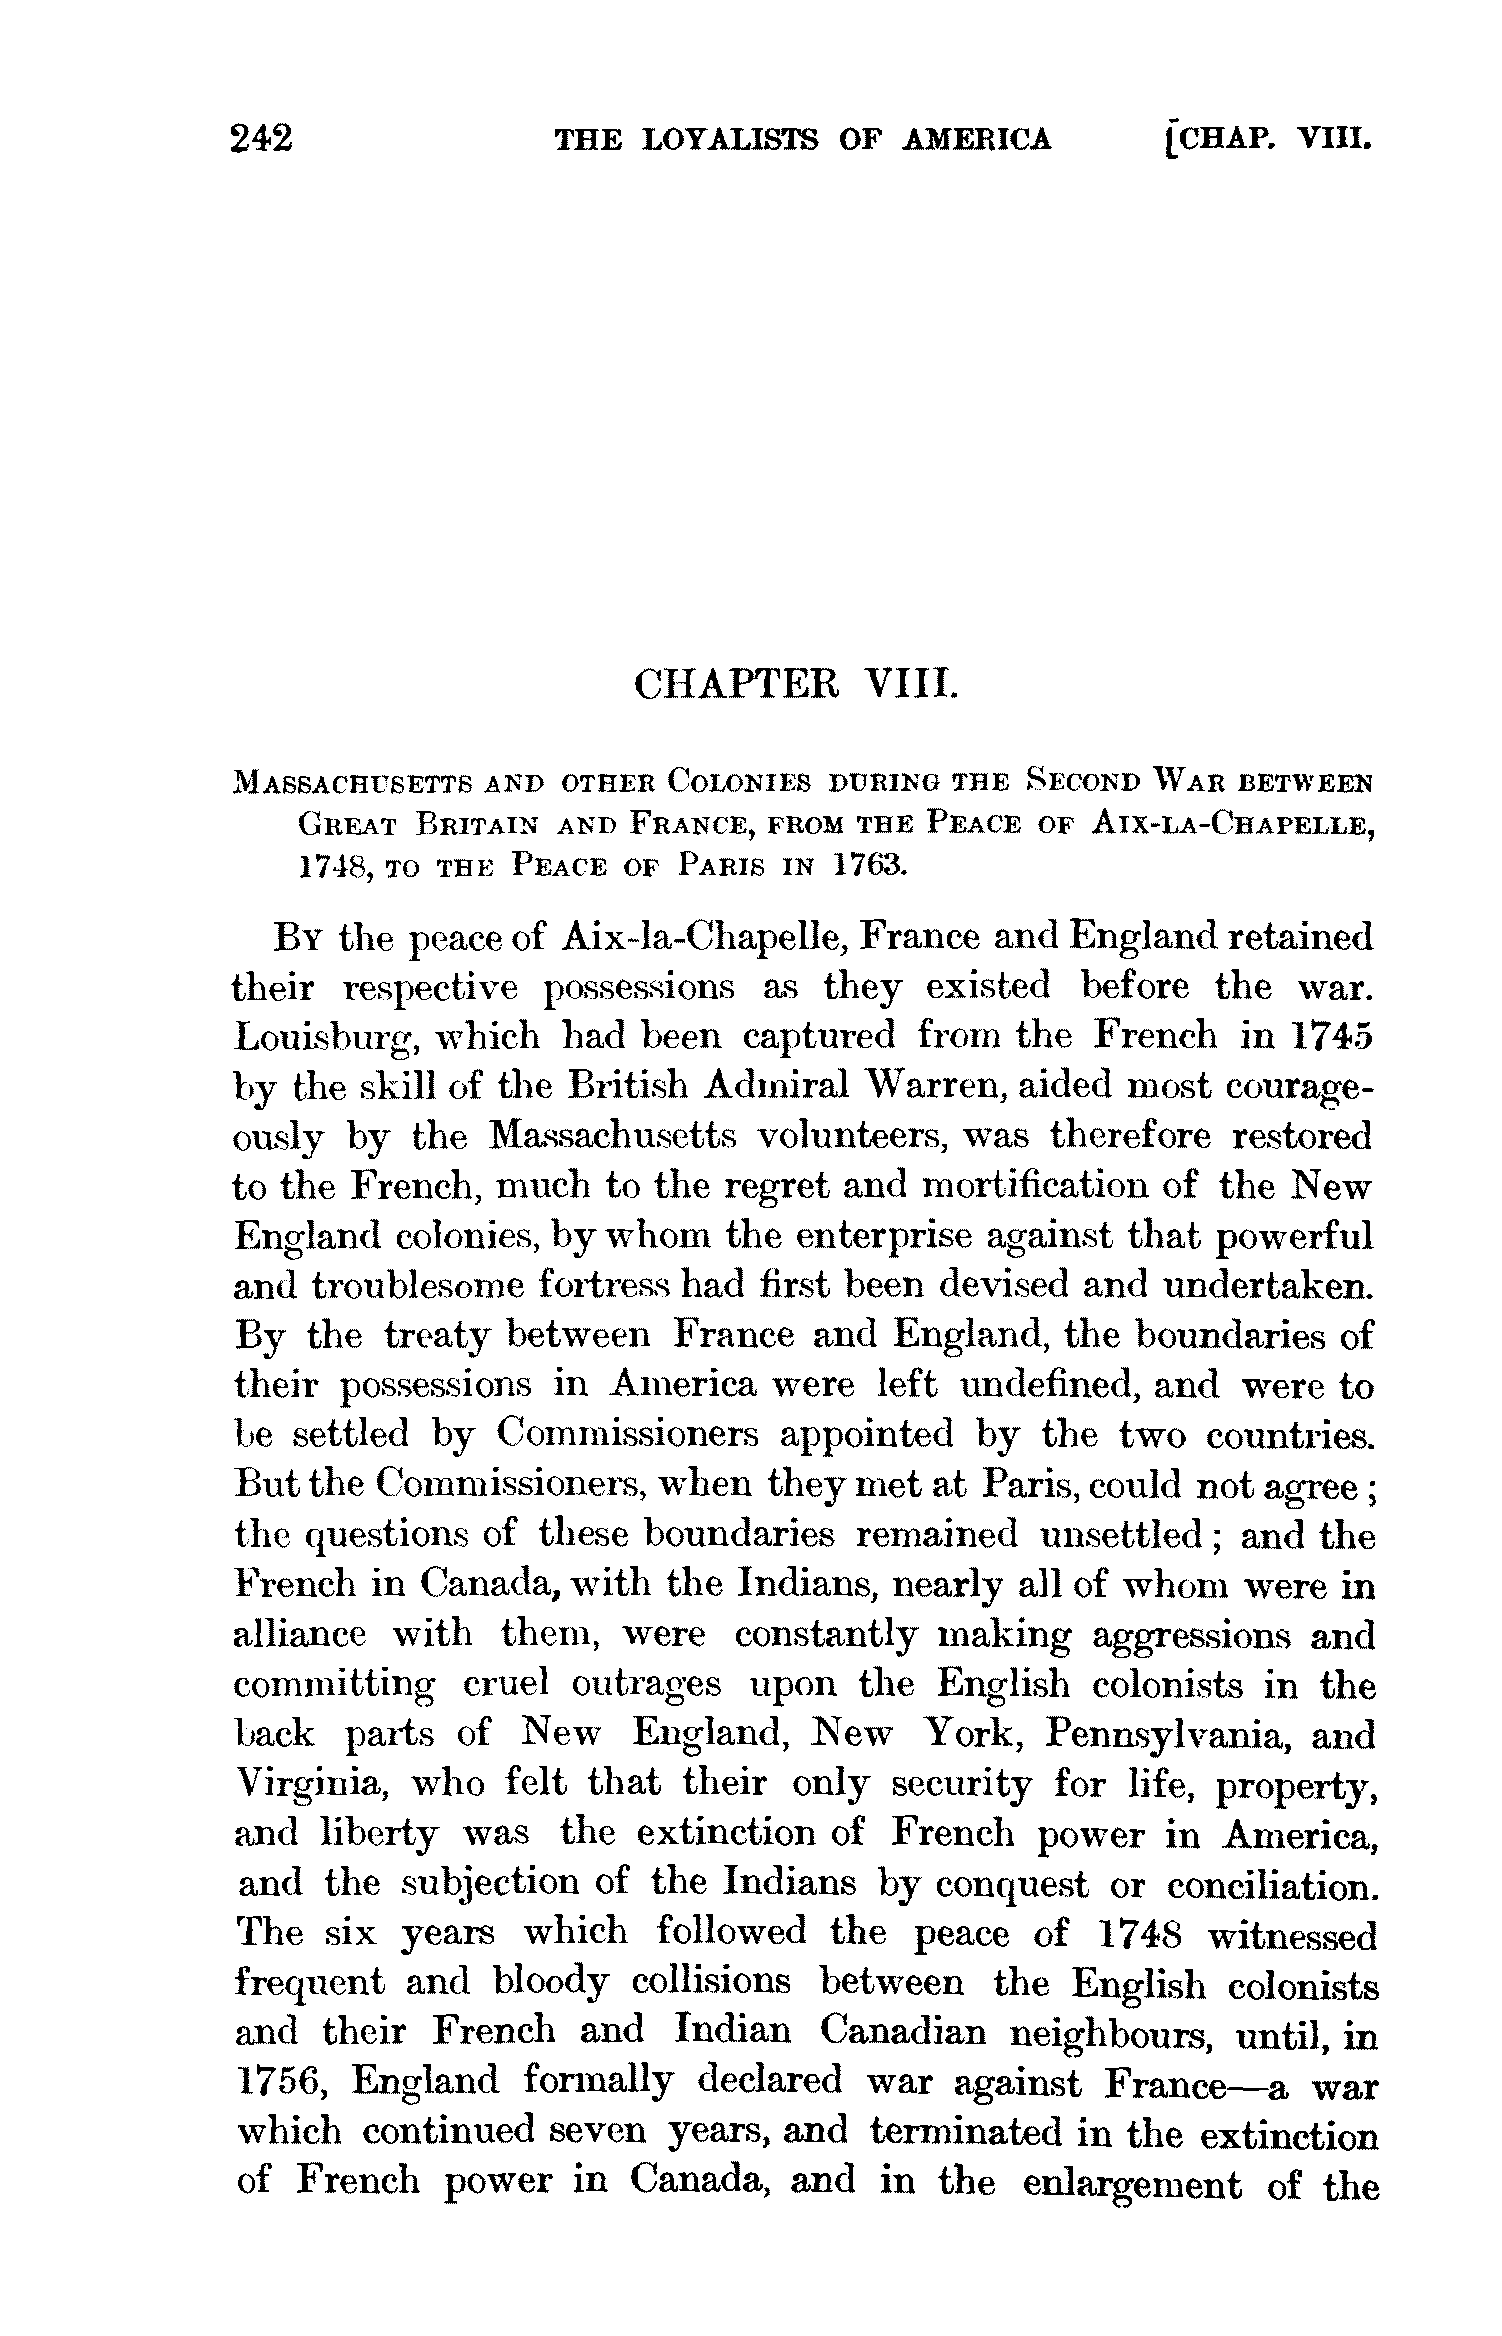 242 THE LOYALISTS OF AMERICA [CHAP. VIII.
CHAPTER VIII.
MASSACHUSETTS AND OTHER COLONIES DURING THE SECOND WAR BETWEEN
GREAT BRITAIN AND FRANCE, FROM THE PEACE OF AIX-LA-CHAPELLE,
1748, TO THE PEACE OF PARIS IN 1763.
BY the peace of Aix-la-Chapelle, France and England retained
their respective possessions as they existed before the war.
Louisburg, which had been captured from the French in 1745
by the skill of the British Admiral Warren, aided most courage-
ously by the Massachusetts volunteers, was therefore restored
to the French, much to the regret and mortification of the New
England colonies, by whom the enterprise against that powerful
and troublesome fortress had first been devised and undertaken.
By the treaty between France and England, the boundaries of
their possessions in America were left undefined, and were to
be settled by Commissioners appointed by the two countries.
But the Commissioners, when they met at Paris, could not agree ;
the questions of these boundaries remained unsettled ; and the
French in Canada, with the Indians, nearly all of whom were in
alliance with them, were constantly making aggressions and
committing cruel outrages upon the English colonists in the
back parts of New England, New York, Pennsylvania, and
Virginia, who felt that their only security for life, property,
and liberty was the extinction of French power in America,
and the subjection of the Indians by conquest or conciliation.
The six years which followed the peace of 1748 witnessed
frequent and bloody collisions between the English colonists
and their French and Indian Canadian neighbours, until, in
1756, England formally declared war against France—a war
which continued seven years, and terminated in the extinction
of French power in Canada, and in the enlargement of the